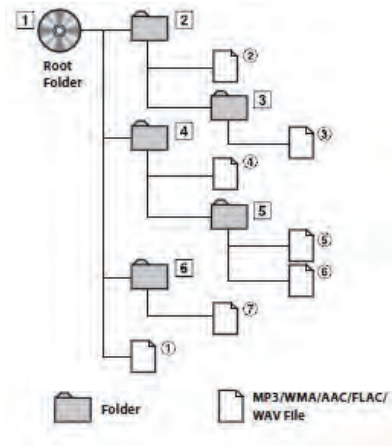 1
2
Root
Folder
②
3
③
4
④
5
⑤
⑥
6
⑦
①
Folder
MP3/WMA/AAC/FLAC/
WAV File